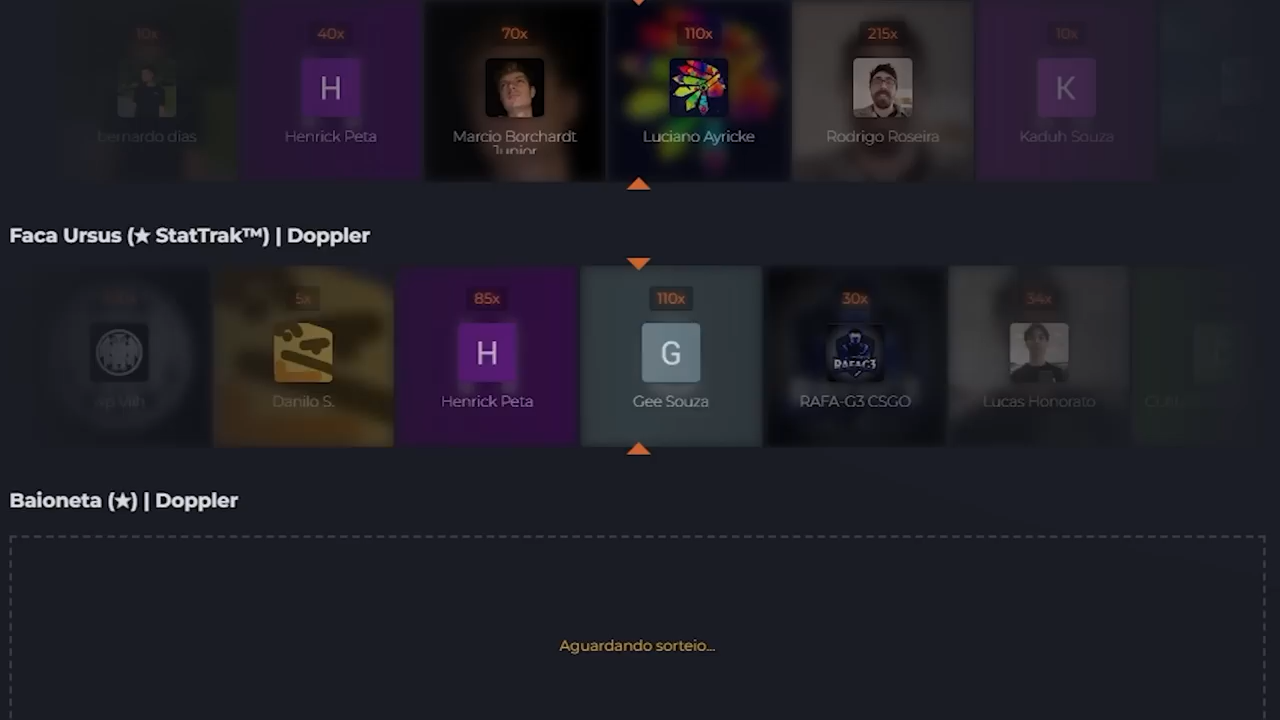 10x
40x
70x
110x
215x
10x
H
K
bernardo dias
Henrick Peta
Marcio Borchardt
Junior
Luciano Ayricke
Rodrigo Roseira
Kaduh Souza
Faca Ursus (★ StatTrak™) | Doppler
5x
85x
110x
30x
34x
H
G
RAFAG3
Danilo S.
Henrick Peta
Gee Souza
RAFA-G3 CSGO
Lucas Honorato
Baioneta (★) | Doppler
Aguardando sorteio...